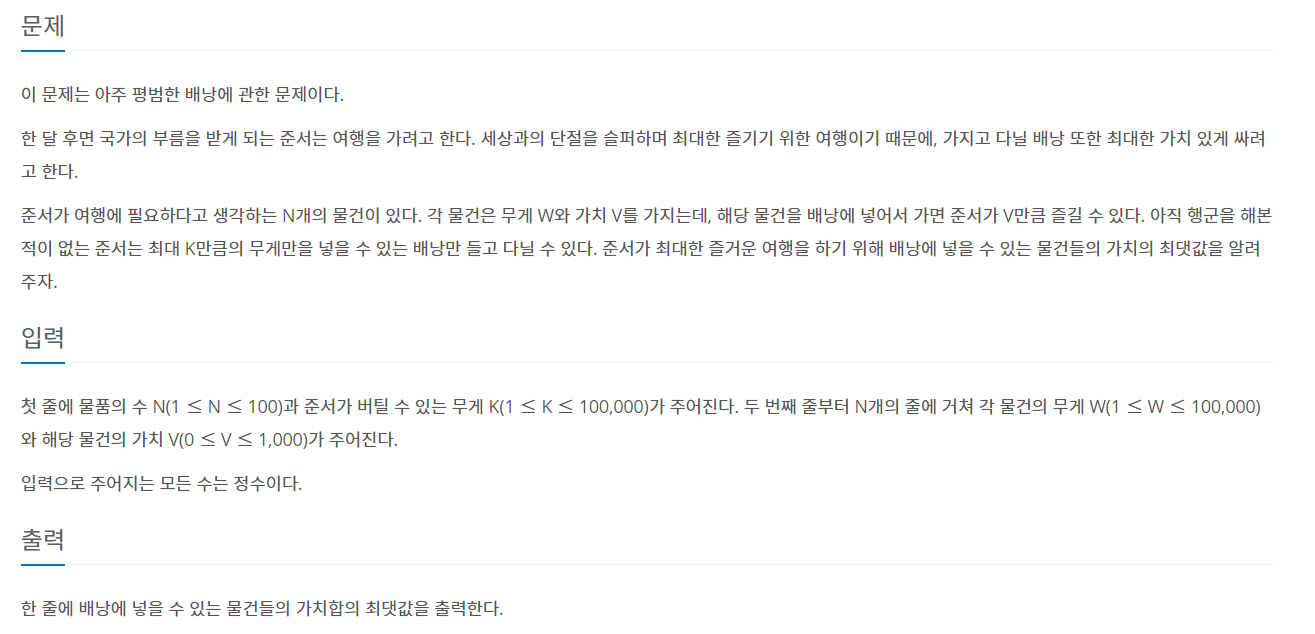 문제
이 문제는 아주 평범한 배낭에 관한 문제이다.
한 달 후면 국가의 부름을 받게 되는 준서는 여행을 가려고 한다. 세상과의 단절을 슬퍼하며 최대한 즐기기 위한 여행이기 때문에, 가지고 다닐 배낭 또한 최대한 가치 있게 싸려
고 한다.
준서가 여행에 필요하다고 생각하는 N개의 물건이 있다. 각 물건은 무게 W와 가치 V를 가지는데, 해당 물건을 배낭에 넣어서 가면 준서가 V만큼 즐길 수 있다. 아직 행군을 해본
적이 없는 준서는 최대 K만큼의 무게만을 넣을 수 있는 배낭만 들고 다닐 수 있다. 준서가 최대한 즐거운 여행을 하기 위해 배낭에 넣을 수 있는 물건들의 가치의 최댓값을 알려
주자.
입력
첫 줄에 물품의 수 N(1 ≤ N ≤ 100)과 준서가 버틸 수 있는 무게 K(1 ≤ K ≤ 100,000)가 주어진다. 두 번째 줄부터 N개의 줄에 거쳐 각 물건의 무게 W(1 ≤ W ≤ 100,000)
와 해당 물건의 가치 V(0 ≤ V ≤ 1,000)가 주어진다.
입력으로 주어지는 모든 수는 정수이다.
출력
한 줄에 배낭에 넣을 수 있는 물건들의 가치합의 최댓값을 출력한다.